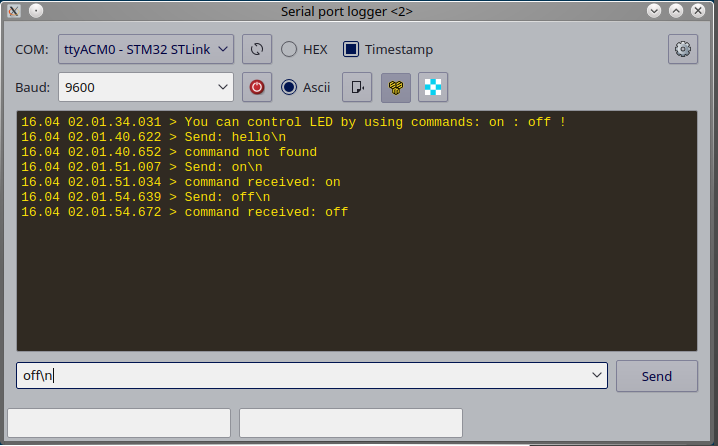 Serial port logger <2>
COM: ttyACM0 - STM32 STLink HEX Timestamp
Baud: 9600 Ascii
16.04 02.01.34.031 > You can control LED by using commands: on : off !
16.04 02.01.40.622 > Send: hello\n
16.04 02.01.40.652 > command not found
16.04 02.01.51.007 > Send: on\n
16.04 02.01.51.034 > command received: on
16.04 02.01.54.639 > Send: off\n
16.04 02.01.54.672 > command received: off
off\n Send